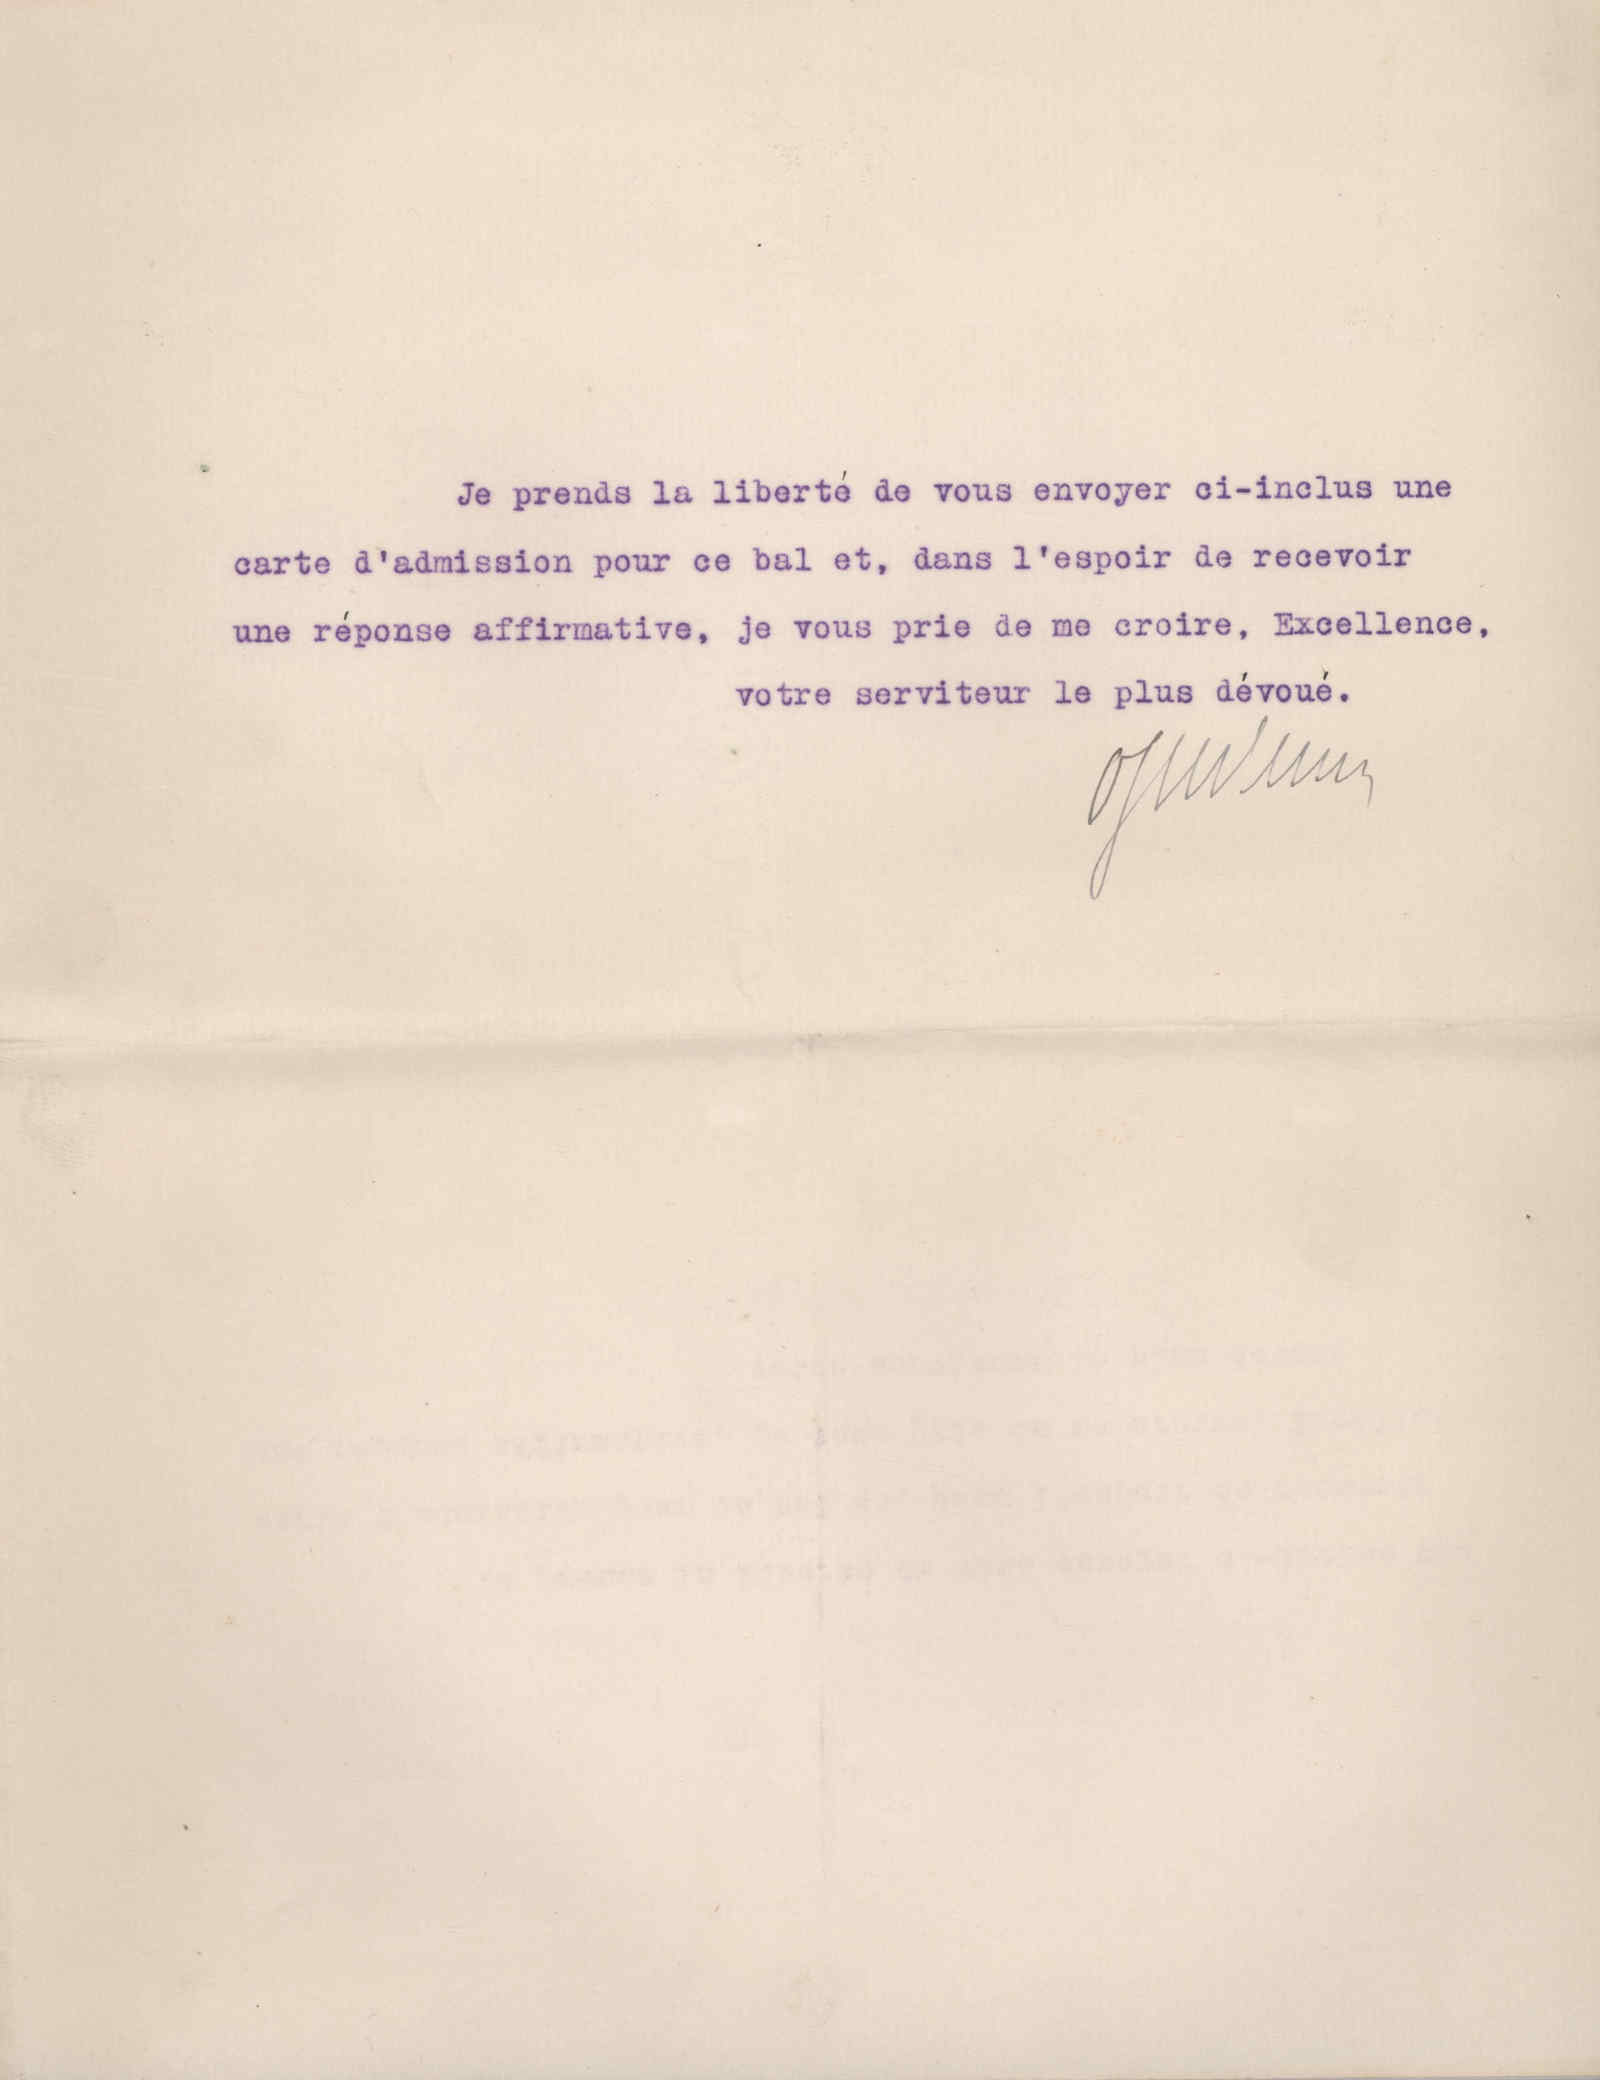 Je prends la liberté de vous envoyer ci-inclus une
carte d'admission pour ce bal et, dans l'espoir de recevoir
une réponse affirmative, je vous prie de me croire, Excellence,
votre serviteur le plus dévoué.